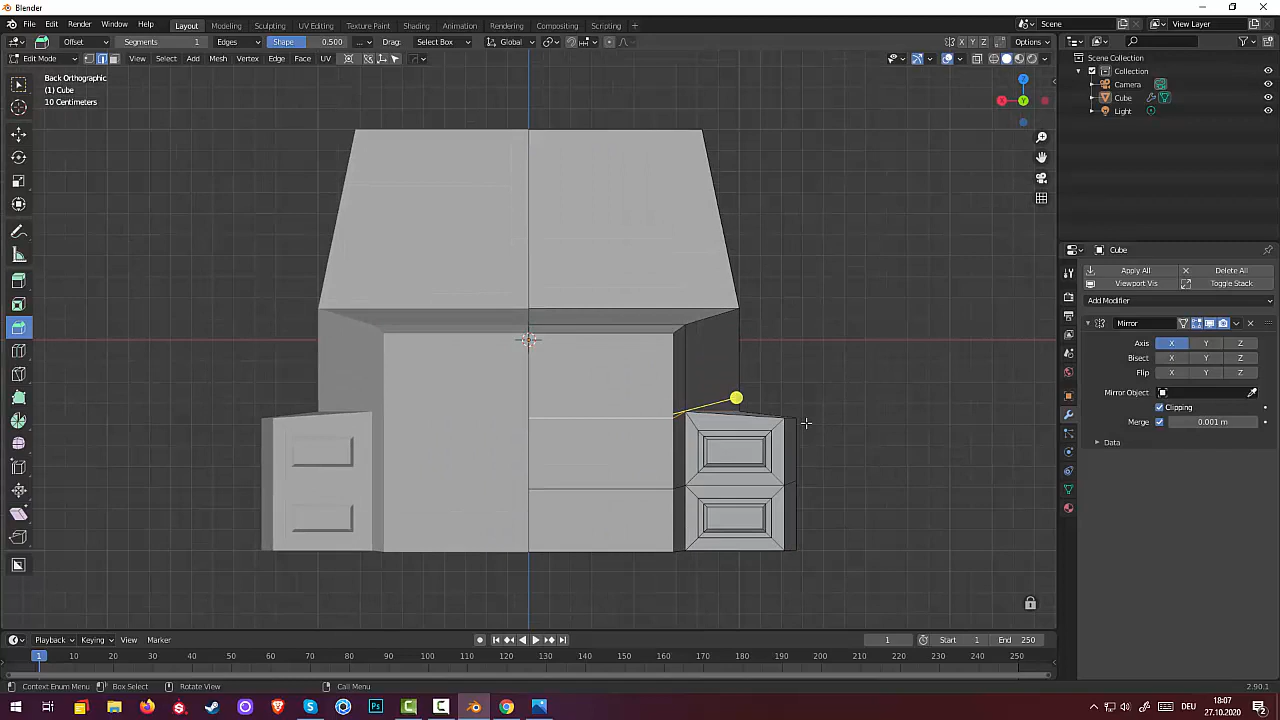 Blender
File Edit Render Window Help Layout Modeling Sculpting UV Editing Texture Paint Shading Animation Rendering Compositing Scripting + Scene View Layer
Offset Segments 1 Edges Shape 0.500 ... Drag: Select Box Global X Y Z Options
Edit Mode View Select Add Mesh Vertex Edge Face UV
Back Orthographic
(1) Cube
10 Centimeters
Z
X
Y
Scene Collection
Collection
Camera
Cube
Light
Cube
Apply All Delete All
Viewport Vis Toggle Stack
Add Modifier
Mirror
Axis X Y Z
Bisect X Y Z
Flip X Y Z
Mirror Object
Clipping
Merge 0.001 m
Data
Playback Keying View Marker 1 Start 1 End 250
1 10 20 30 40 50 60 70 80 90 100 110 120 130 140 150 160 170 180 190 200 210 220 230 240 250
Context Enum Menu Box Select Rotate View Call Menu 2.90.1
DEU 18:07
27.10.2020